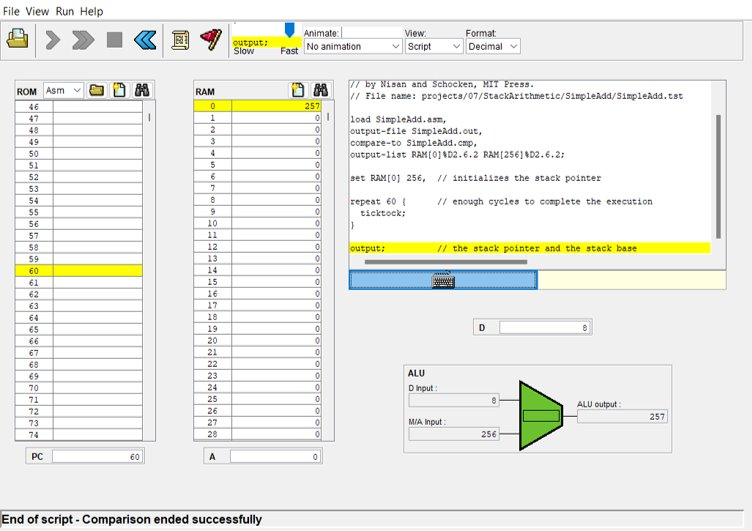 File View Run Help
Animate:
View:
Format:
output;
Slow
Fast
No animation
Script
Decimal
ROM
Asm
46
47
48
49
50
51
52
53
54
55
56
57
58
59
60
61
62
63
64
65
66
67
68
69
70
71
72
73
74
PC
60
RAM
0 257
1 0
2 0
3 0
4 0
5 0
6 0
7 0
8 0
9 0
10 0
11 0
12 0
13 0
14 0
15 0
16 0
17 0
18 0
19 0
20 0
21 0
22 0
23 0
24 0
25 0
26 0
27 0
28 0
A
0
// by Nisan and Schocken, MIT Press.
// File name: projects/07/StackArithmetic/SimpleAdd/SimpleAdd.tst
load SimpleAdd.asm,
output-file SimpleAdd.out,
compare-to SimpleAdd.cmp,
output-list RAM[0]%D2.6.2 RAM[256]%D2.6.2;
set RAM[0] 256,  // initializes the stack pointer
repeat 60 {      // enough cycles to complete the execution
  ticktock;
}
output;          // the stack pointer and the stack base
D
8
ALU
D Input :
8
M/A Input :
256
ALU output :
257
End of script - Comparison ended successfully